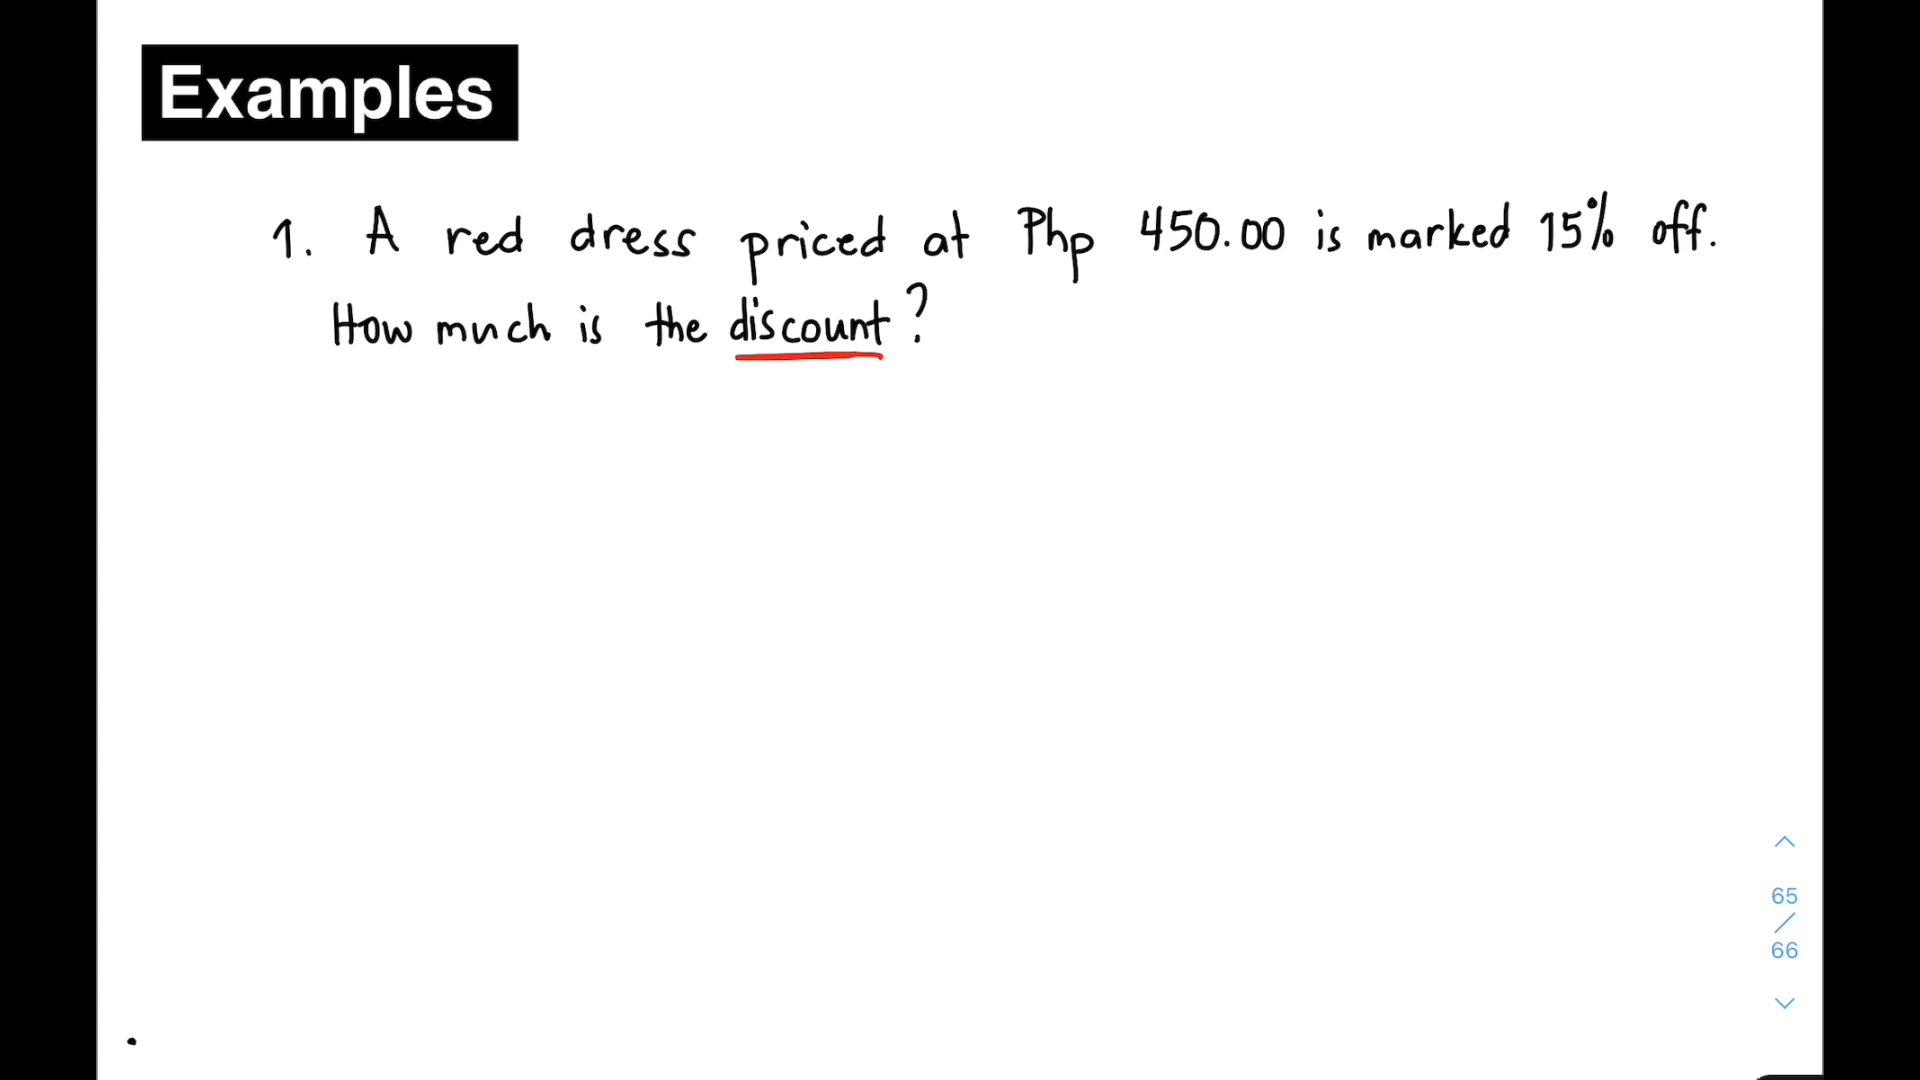 Examples
1. A red dress priced at Php 450.00 is marked 15% off.
How much is the discount?
65
/
66